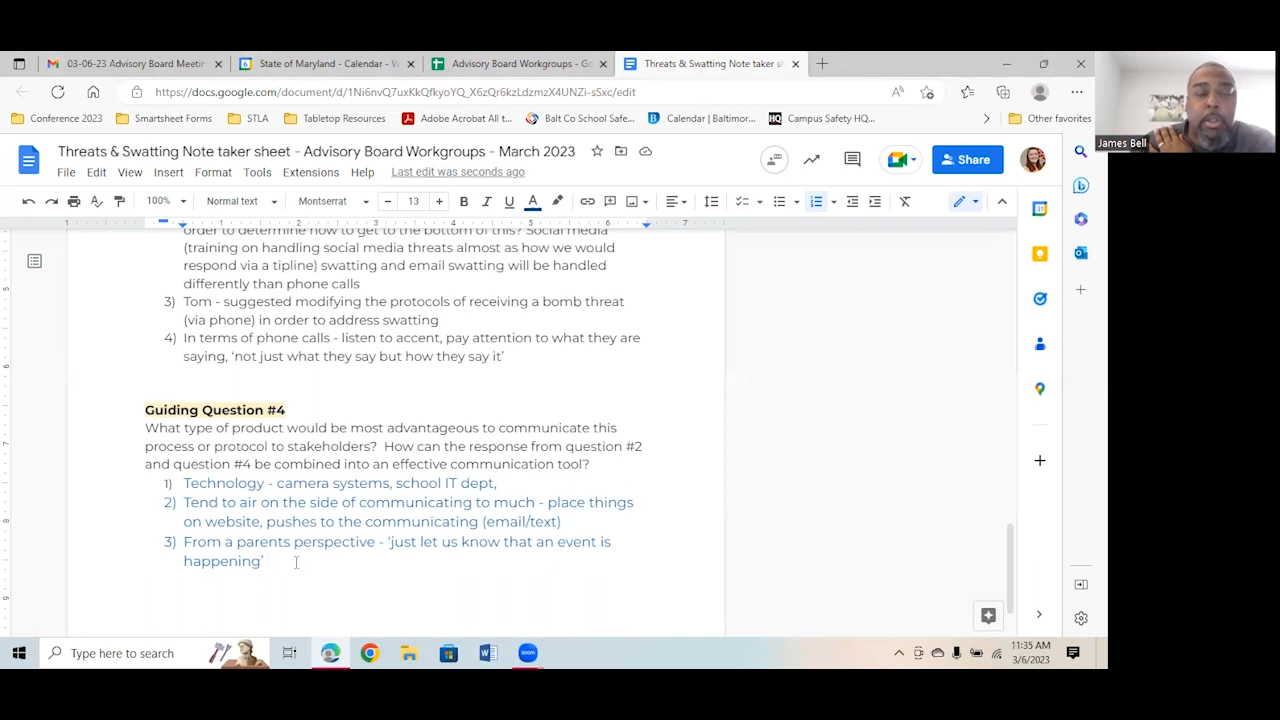 03-06-23 Advisory Board Meetin
State of Maryland - Calendar - W
Advisory Board Workgroups - Go
Threats & Swatting Note taker sh
https://docs.google.com/document/d/1Ni6nvQ7uxKkQfkyoYQ_X6zQr6kzLdzmzX4UNZi-sSxc/edit
Conference 2023
Smartsheet Forms
STLA
Tabletop Resources
Adobe Acrobat All t...
Balt Co School Safe...
Calendar | Baltimor...
Campus Safety HQ...
Other favorites
James Bell
Threats & Swatting Note taker sheet - Advisory Board Workgroups - March 2023
Share
File Edit View Insert Format Tools Extensions Help Last edit was seconds ago
100% Normal text Montserrat 13
1 1 2 3 4 5 6 7
order to determine how to get to the bottom of this? Social media
(training on handling social media threats almost as how we would
respond via a tipline) swatting and email swatting will be handled
differently than phone calls
3) Tom - suggested modifying the protocols of receiving a bomb threat
(via phone) in order to address swatting
4) In terms of phone calls - listen to accent, pay attention to what they are
saying, ‘not just what they say but how they say it’
Guiding Question #4
What type of product would be most advantageous to communicate this
process or protocol to stakeholders? How can the response from question #2
and question #4 be combined into an effective communication tool?
1) Technology - camera systems, school IT dept,
2) Tend to air on the side of communicating to much - place things
on website, pushes to the communicating (email/text)
3) From a parents perspective - ‘just let us know that an event is
happening’
Type here to search
zoom
11:35 AM
3/6/2023